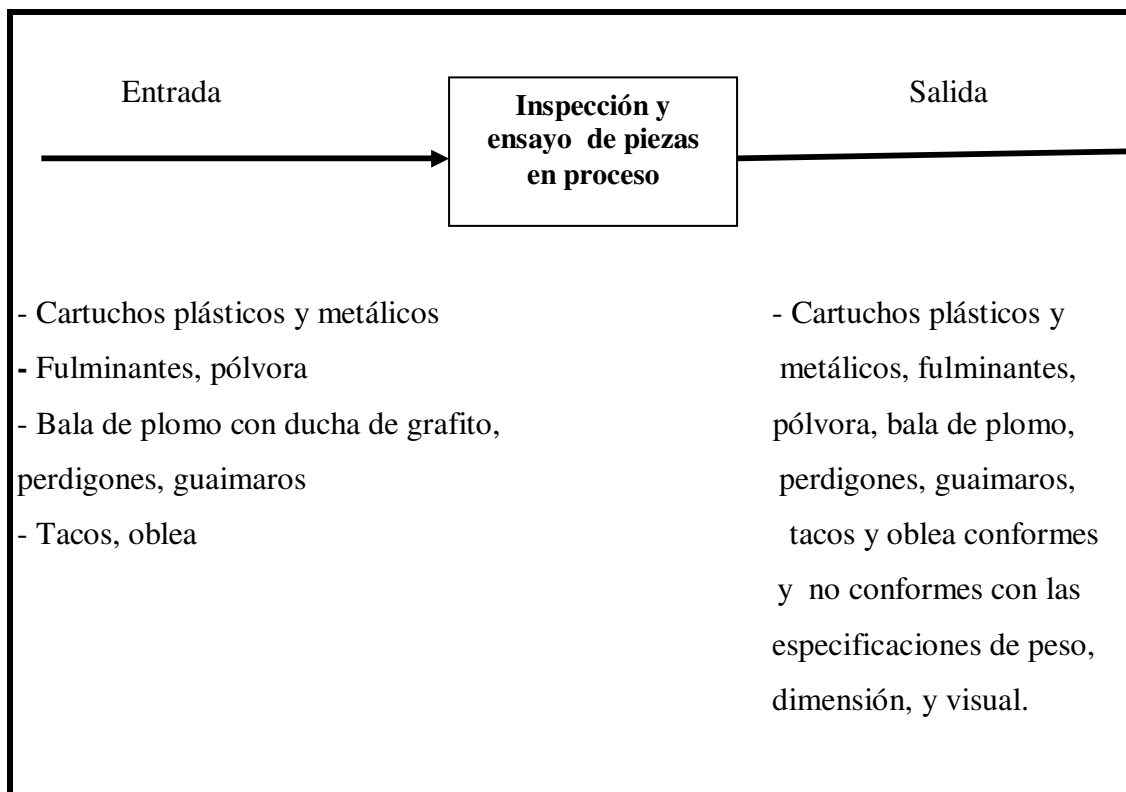 Entrada
Inspección y
ensayo de piezas
en proceso
Salida
- Cartuchos plásticos y metálicos
- Fulminantes, pólvora
- Bala de plomo con ducha de grafito,
perdigones, guaimaros
- Tacos, oblea
- Cartuchos plásticos y
metálicos, fulminantes,
pólvora, bala de plomo,
perdigones, guaimaros,
tacos y oblea conformes
y no conformes con las
especificaciones de peso,
dimensión, y visual.